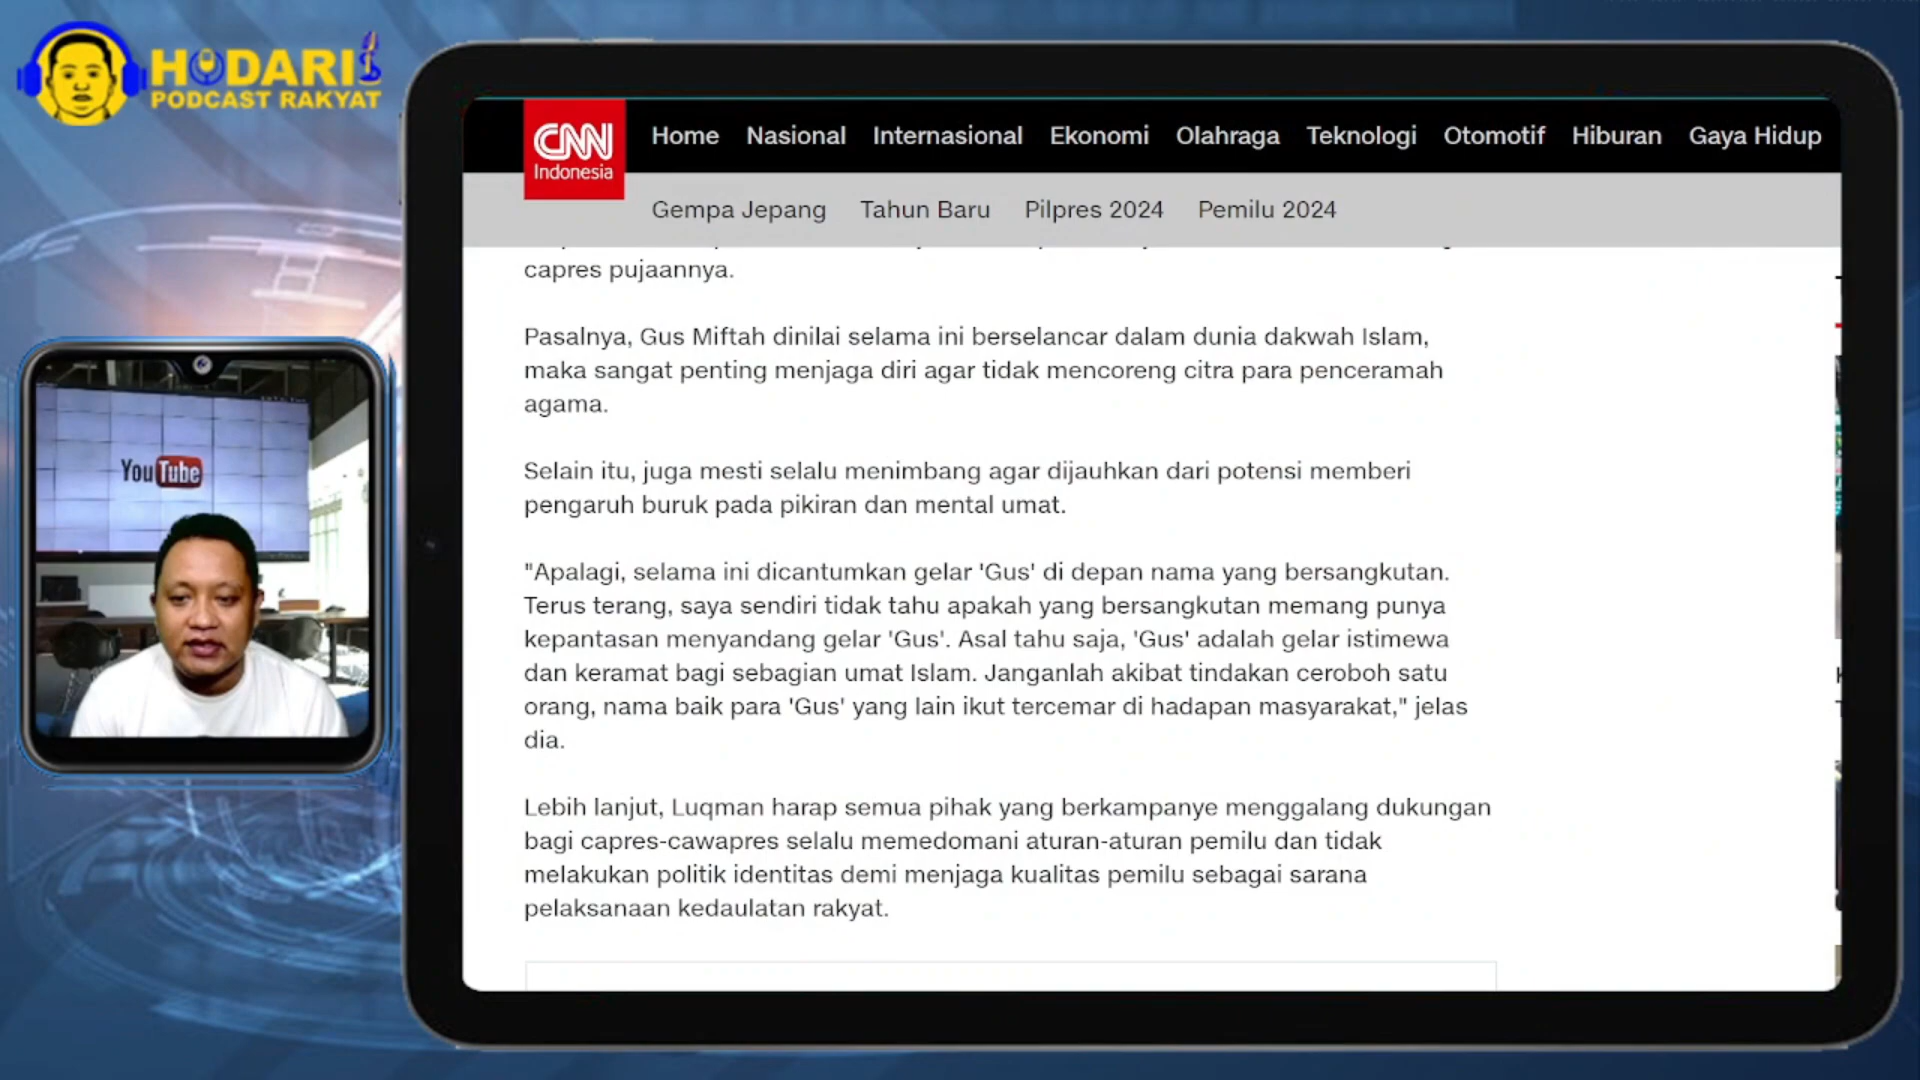 HODARI
PODCAST RAKYAT
CNN
Indonesia
Home Nasional Internasional Ekonomi Olahraga Teknologi Otomotif Hiburan Gaya Hidup
Gempa Jepang Tahun Baru Pilpres 2024 Pemilu 2024
capres pujaannya.
Pasalnya, Gus Miftah dinilai selama ini berselancar dalam dunia dakwah Islam,
maka sangat penting menjaga diri agar tidak mencoreng citra para penceramah
agama.
Selain itu, juga mesti selalu menimbang agar dijauhkan dari potensi memberi
pengaruh buruk pada pikiran dan mental umat.
"Apalagi, selama ini dicantumkan gelar 'Gus' di depan nama yang bersangkutan.
Terus terang, saya sendiri tidak tahu apakah yang bersangkutan memang punya
kepantasan menyandang gelar 'Gus'. Asal tahu saja, 'Gus' adalah gelar istimewa
dan keramat bagi sebagian umat Islam. Janganlah akibat tindakan ceroboh satu
orang, nama baik para 'Gus' yang lain ikut tercemar di hadapan masyarakat," jelas
dia.
Lebih lanjut, Luqman harap semua pihak yang berkampanye menggalang dukungan
bagi capres-cawapres selalu memedomani aturan-aturan pemilu dan tidak
melakukan politik identitas demi menjaga kualitas pemilu sebagai sarana
pelaksanaan kedaulatan rakyat.
YouTube